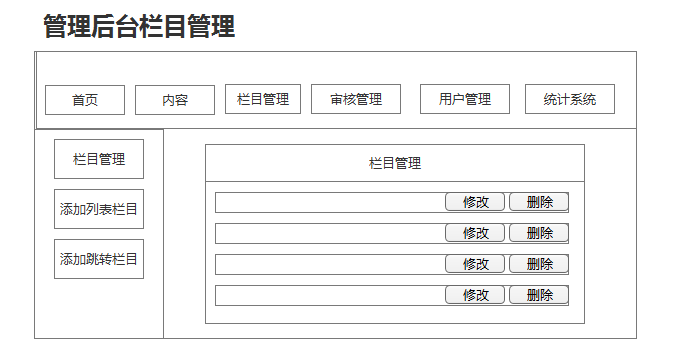 管理后台栏目管理
首页 内容 栏目管理 审核管理 用户管理 统计系统
栏目管理
添加列表栏目
添加跳转栏目
栏目管理
修改 删除
修改 删除
修改 删除
修改 删除